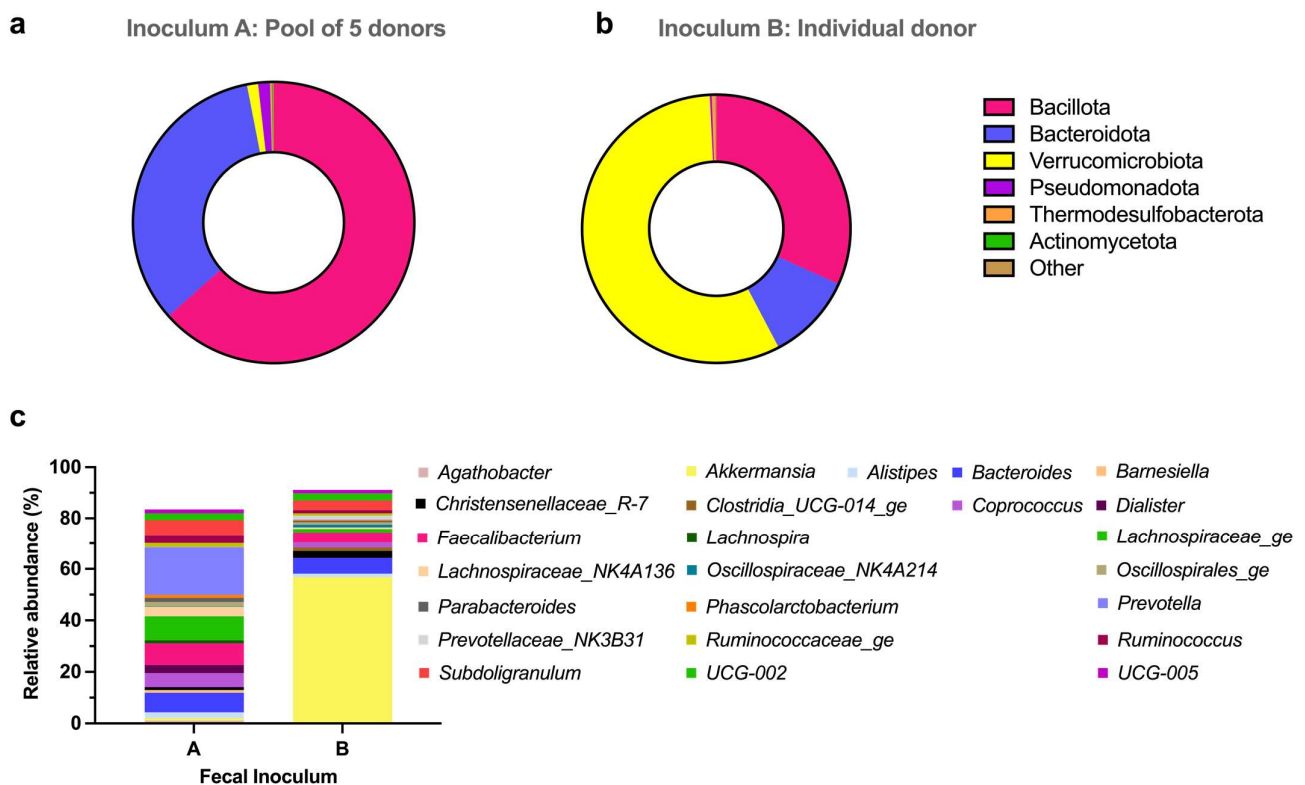 a Inoculum A: Pool of 5 donors
b Inoculum B: Individual donor
Bacillota
Bacteroidota
Verrucomicrobiota
Pseudomonadota
Thermodesulfobacterota
Actinomycetota
Other
c
Relative abundance (%)
100
80
60
40
20
0
A B
Fecal Inoculum
Agathobacter Akkermansia Alistipes Bacteroides Barnesiella
Christensenellaceae_R-7 Clostridia_UCG-014_ge Coprococcus Dialister
Faecalibacterium Lachnospira Lachnospiraceae_ge
Lachnospiraceae_NK4A136 Oscillospiraceae_NK4A214 Oscillospirales_ge
Parabacteroides Phascolarctobacterium Prevotella
Prevotellaceae_NK3B31 Ruminococcaceae_ge Ruminococcus
Subdoligranulum UCG-002 UCG-005